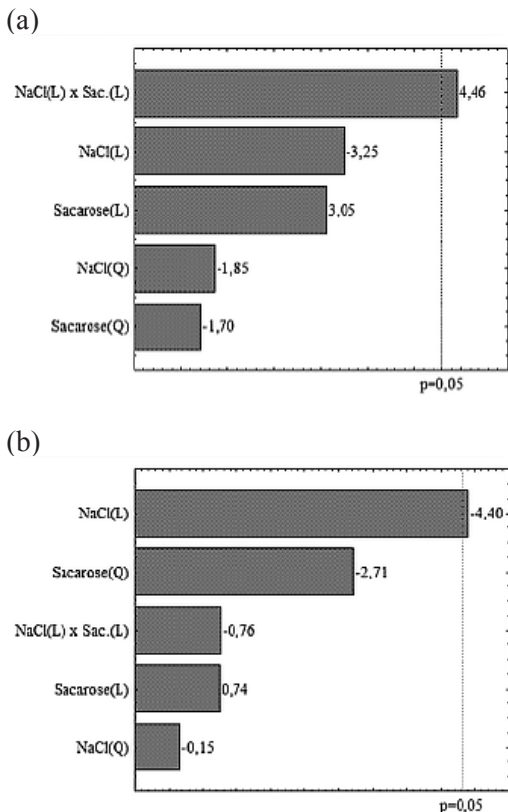 (a)
NaCl(L) x Sac.(L)
4,46
NaCl(L)
-3,25
Sacarose(L)
3,05
NaCl(Q)
-1,85
Sacarose(Q)
-1,70
p=0,05
(b)
NaCl(L)
-4,40
Sacarose(Q)
-2,71
NaCl(L) x Sac.(L)
-0,76
Sacarose(L)
0,74
NaCl(Q)
-0,15
p=0,05